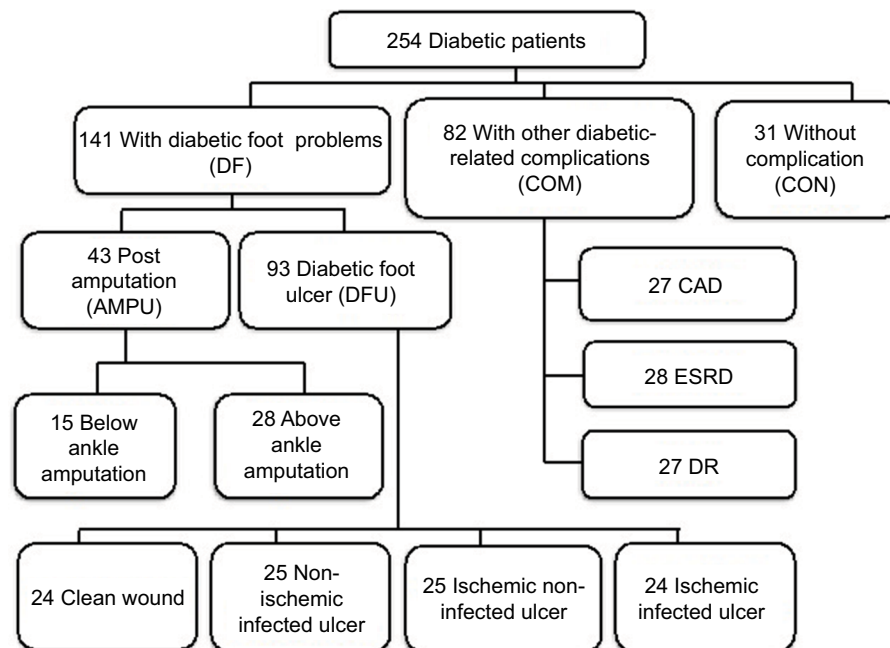 254 Diabetic patients
141 With diabetic foot problems
(DF)
82 With other diabetic-
related complications
(COM)
31 Without
complication
(CON)
43 Post
amputation
(AMPU)
93 Diabetic foot
ulcer (DFU)
27 CAD
28 ESRD
27 DR
15 Below
ankle
amputation
28 Above
ankle
amputation
24 Clean wound
25 Non-
ischemic
infected ulcer
25 Ischemic non-
infected ulcer
24 Ischemic
infected ulcer